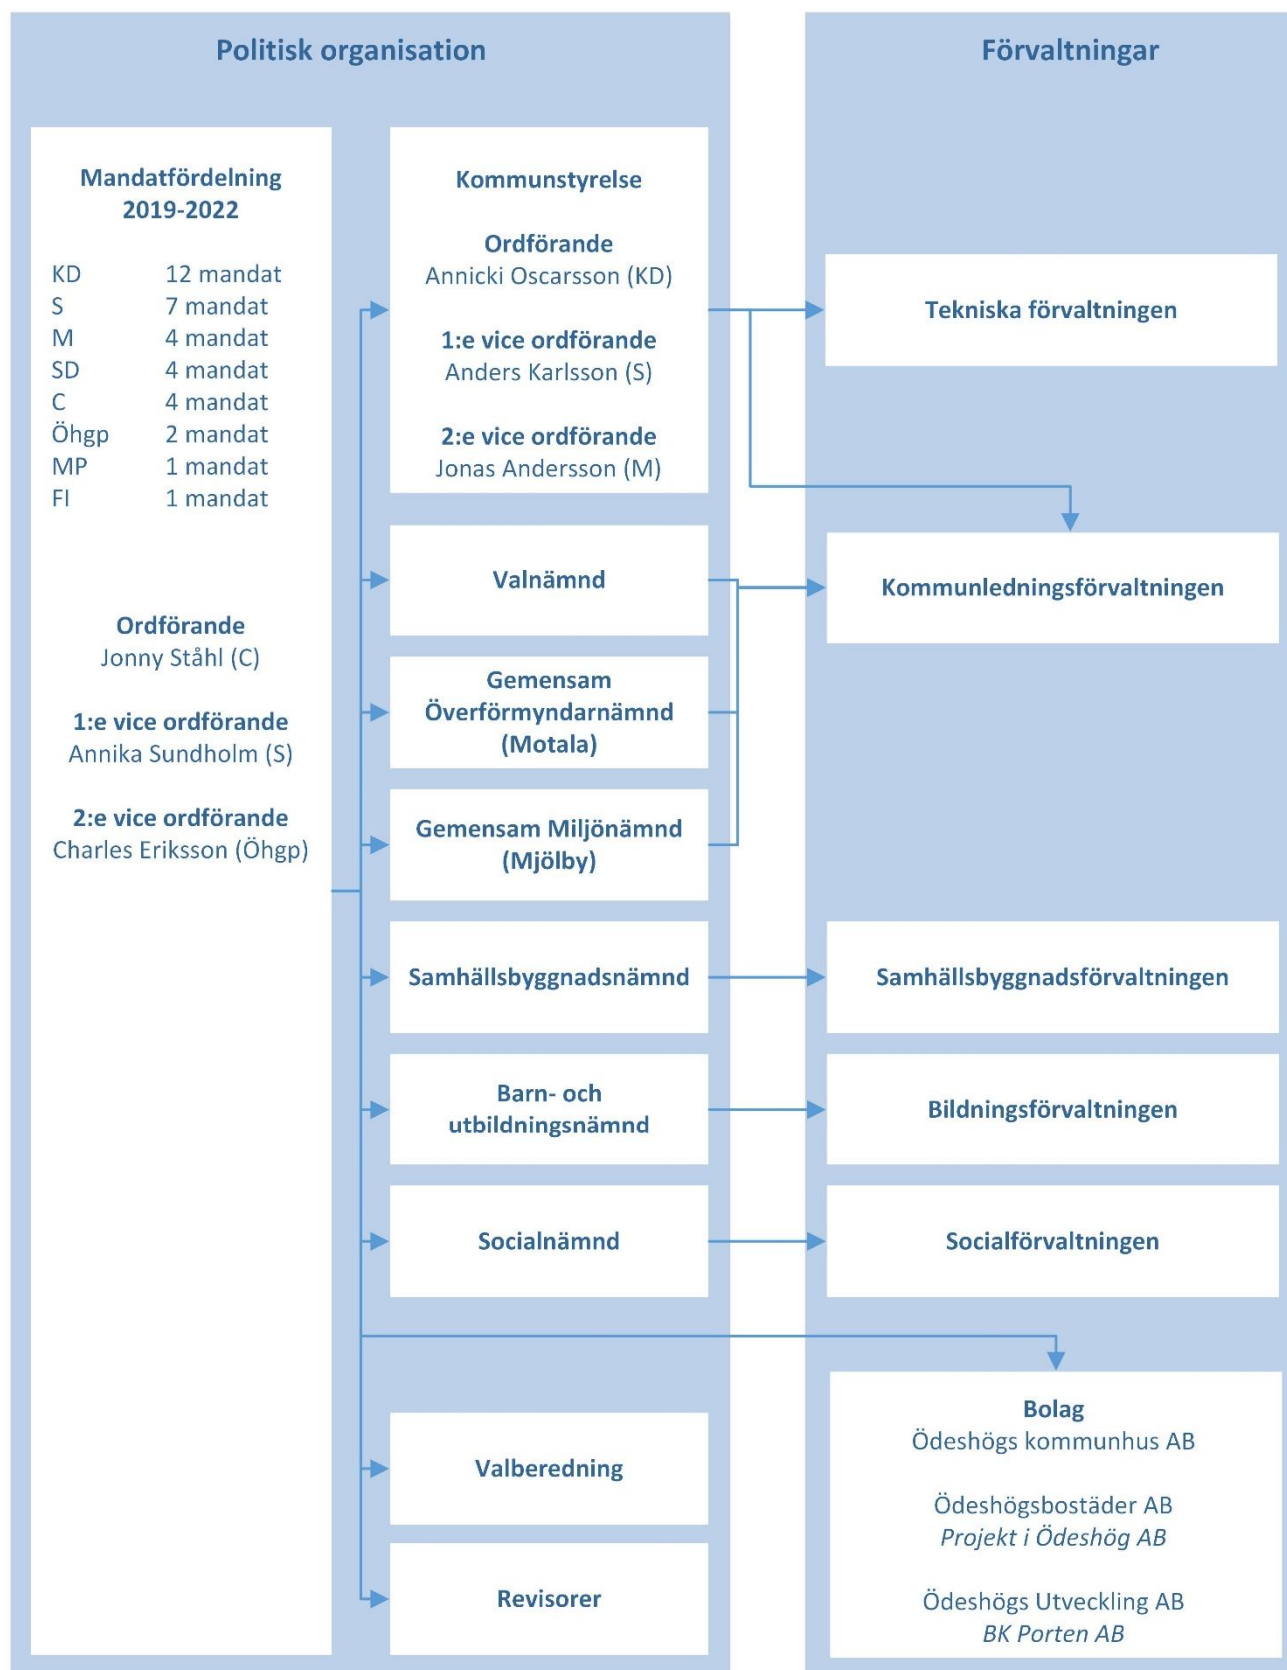 Politisk organisation
Mandatfördelning
2019-2022
KD 12 mandat
S 7 mandat
M 4 mandat
SD 4 mandat
C 4 mandat
Öhgp 2 mandat
MP 1 mandat
FI 1 mandat
Ordförande
Jonny Ståhl (C)
1:e vice ordförande
Annika Sundholm (S)
2:e vice ordförande
Charles Eriksson (Öhgp)
Kommunstyrelse
Ordförande
Annicki Oscarsson (KD)
1:e vice ordförande
Anders Karlsson (S)
2:e vice ordförande
Jonas Andersson (M)
Valnämnd
Gemensam
Överförmyndarnämnd
(Motala)
Gemensam Miljönämnd
(Mjölby)
Samhällsbyggnadsnämnd
Barn- och
utbildningsnämnd
Socialnämnd
Valberedning
Revisorer
Förvaltningar
Tekniska förvaltningen
Kommunledningsförvaltningen
Samhällsbyggnadsförvaltningen
Bildningsförvaltningen
Socialförvaltningen
Bolag
Ödeshögs kommunhus AB
Ödeshögsbostäder AB
Projekt i Ödeshög AB
Ödeshögs Utveckling AB
BK Porten AB